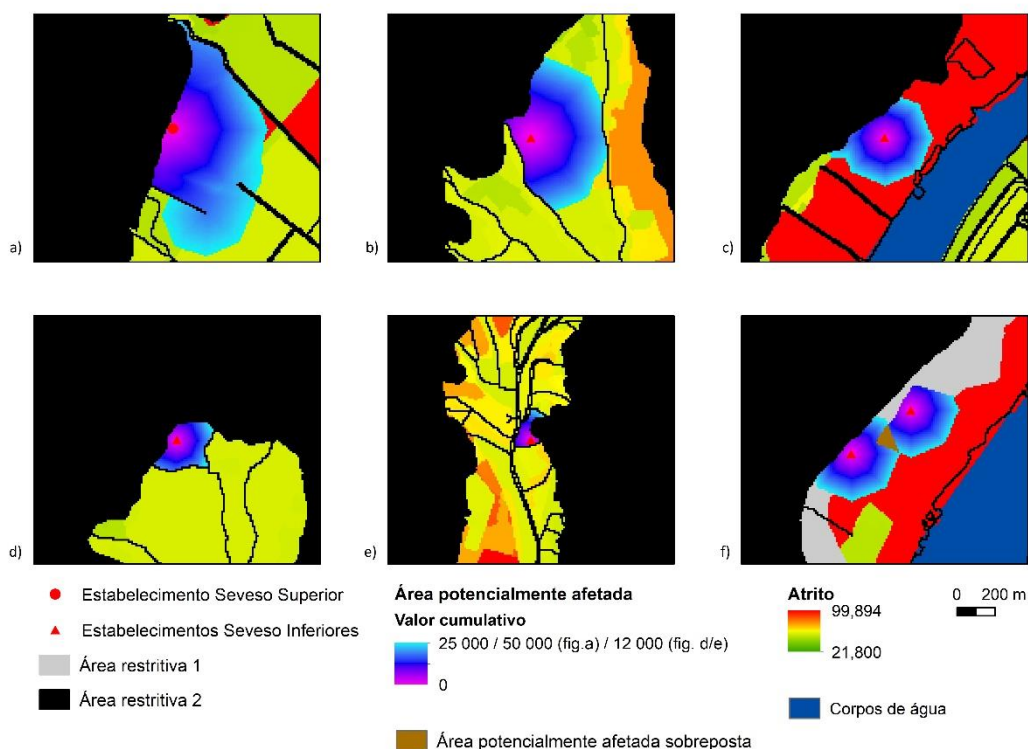 a)
b)
c)
d)
e)
f)
Estabelecimento Seveso Superior
Estabelecimentos Seveso Inferiores
Área restritiva 1
Área restritiva 2
Área potencialmente afetada
Valor cumulativo
25 000 / 50 000 (fig.a) / 12 000 (fig. d/e)
0
Área potencialmente afetada sobreposta
Atrito
99,894
21,800
Corpos de água
0 200 m